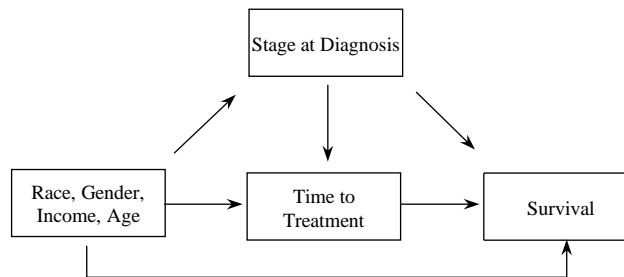 Stage at Diagnosis
Race, Gender,
Income, Age
Time to
Treatment
Survival